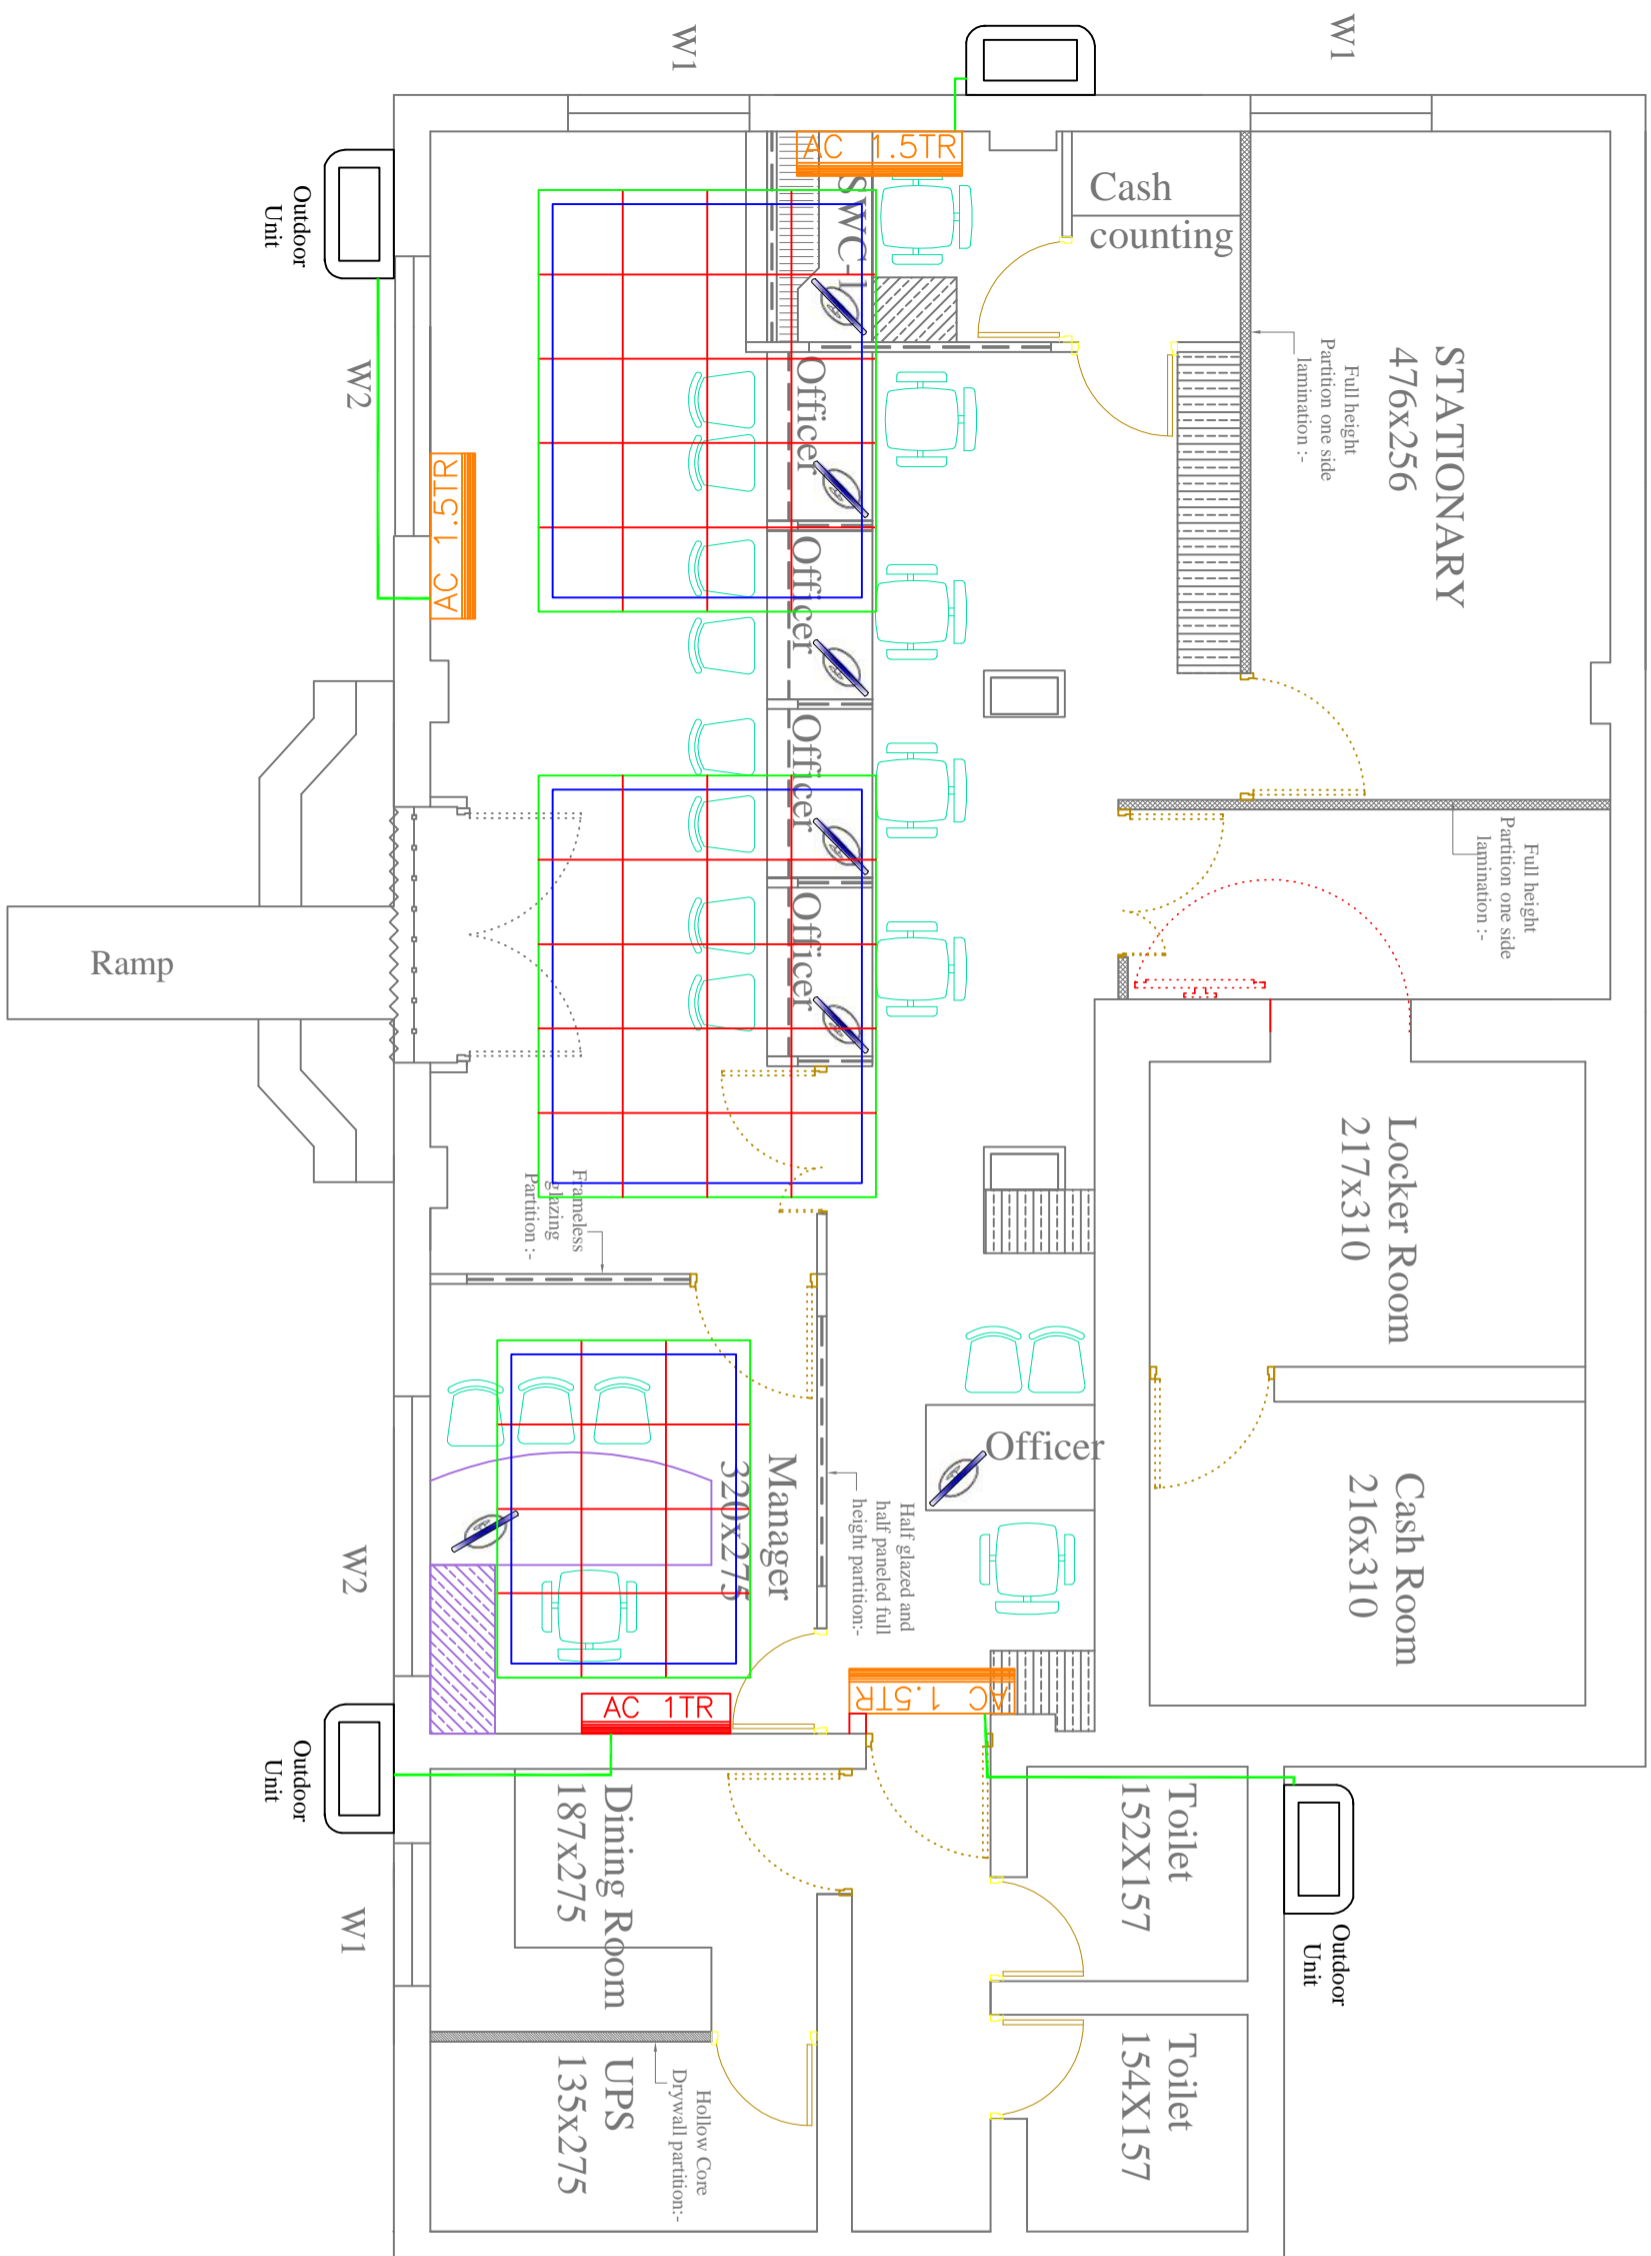 W1
W1
AC 1.5TR
SWC-1
Cash
counting
STATIONARY
476x256
Full height
Partition one side
lamination :-
Outdoor
Unit
W2
AC 1.5TR
Officer
Officer
Officer
Officer
Full height
Partition one side
lamination :-
Ramp
Locker Room
217x310
Frameless
glazing
Partition :-
Officer
Cash Room
216x310
Manager
320x275
Half glazed and
half paneled full
height partition:-
W2
AC 1TR
AC 1.5TR
Outdoor
Unit
Dining Room
187x275
Toilet
152X157
Outdoor
Unit
W1
UPS
135x275
Hollow Core
Drywall partition:-
Toilet
154X157